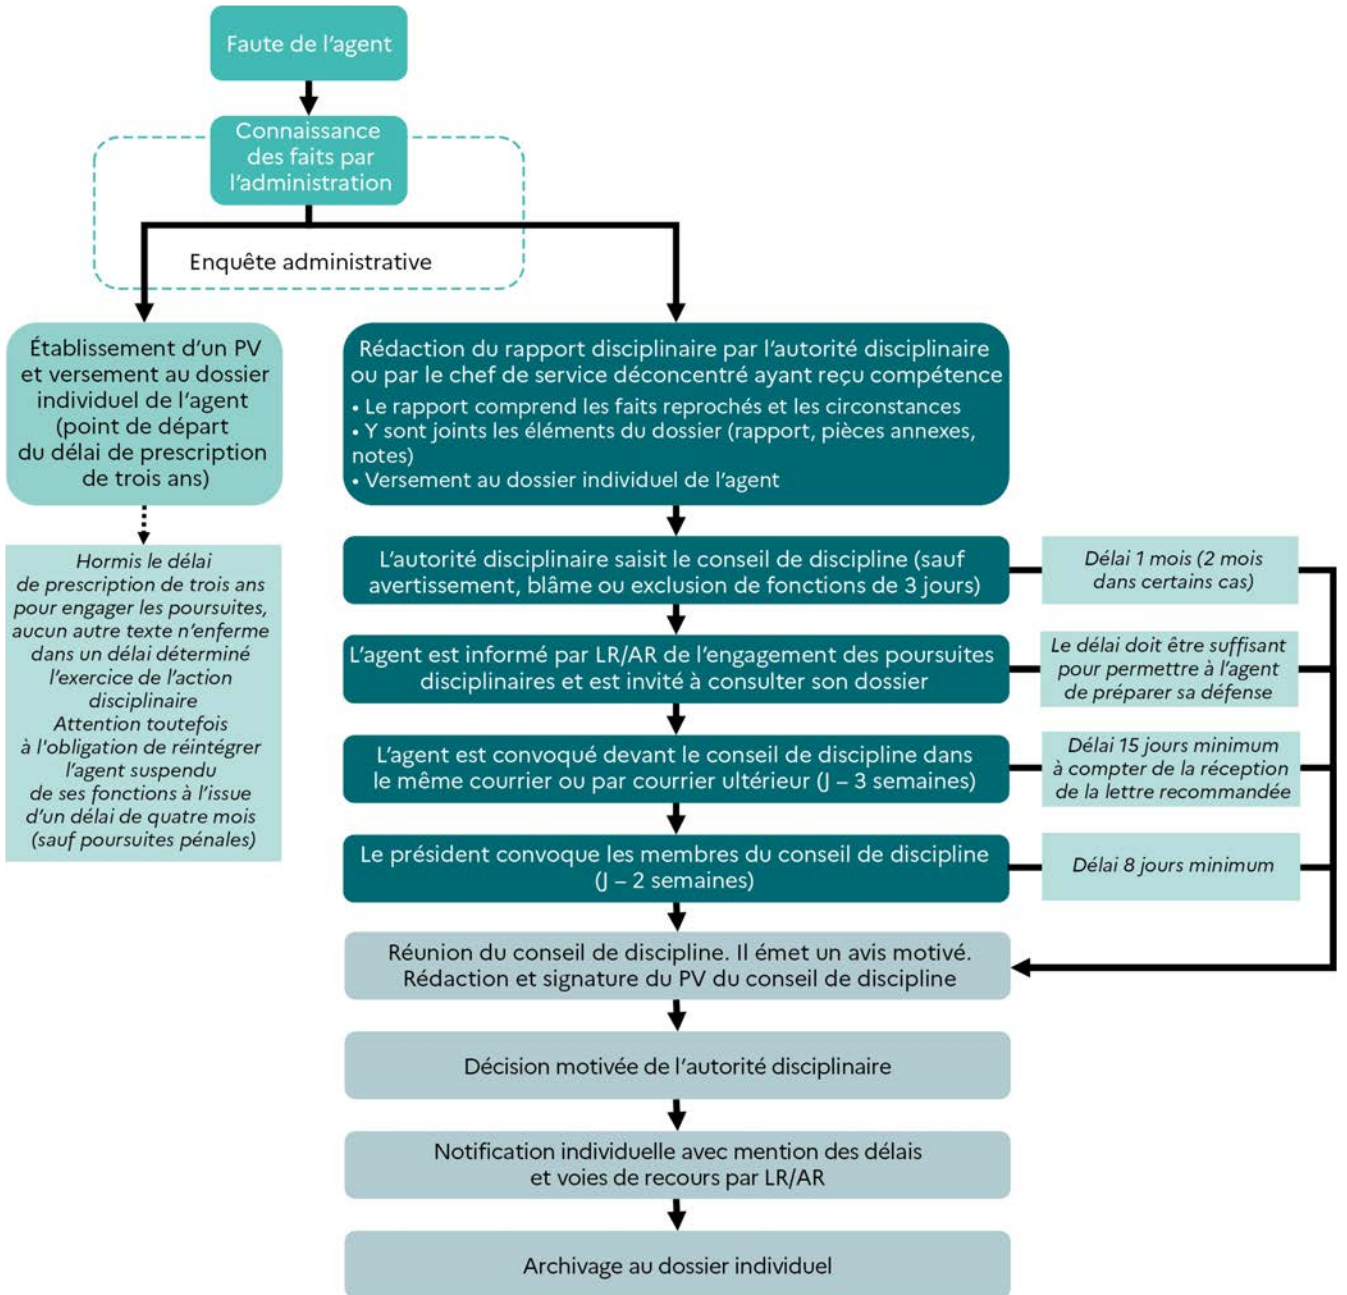 Faute de l'agent
Connaissance
des faits par
l'administration
Enquête administrative
Établissement d'un PV
et versement au dossier
individuel de l'agent
(point de départ
du délai de prescription
de trois ans)
Hormis le délai
de prescription de trois ans
pour engager les poursuites,
aucun autre texte n'enferme
dans un délai déterminé
l'exercice de l'action
disciplinaire
Attention toutefois
à l'obligation de réintégrer
l'agent suspendu
de ses fonctions à l'issue
d'un délai de quatre mois
(sauf poursuites pénales)
Rédaction du rapport disciplinaire par l'autorité disciplinaire
ou par le chef de service déconcentré ayant reçu compétence
• Le rapport comprend les faits reprochés et les circonstances
• Y sont joints les éléments du dossier (rapport, pièces annexes,
notes)
• Versement au dossier individuel de l'agent
L'autorité disciplinaire saisit le conseil de discipline (sauf
avertissement, blâme ou exclusion de fonctions de 3 jours)
Délai 1 mois (2 mois
dans certains cas)
L'agent est informé par LR/AR de l'engagement des poursuites
disciplinaires et est invité à consulter son dossier
Le délai doit être suffisant
pour permettre à l'agent
de préparer sa défense
L'agent est convoqué devant le conseil de discipline dans
le même courrier ou par courrier ultérieur (J – 3 semaines)
Délai 15 jours minimum
à compter de la réception
de la lettre recommandée
Le président convoque les membres du conseil de discipline
(J – 2 semaines)
Délai 8 jours minimum
Réunion du conseil de discipline. Il émet un avis motivé.
Rédaction et signature du PV du conseil de discipline
Décision motivée de l'autorité disciplinaire
Notification individuelle avec mention des délais
et voies de recours par LR/AR
Archivage au dossier individuel